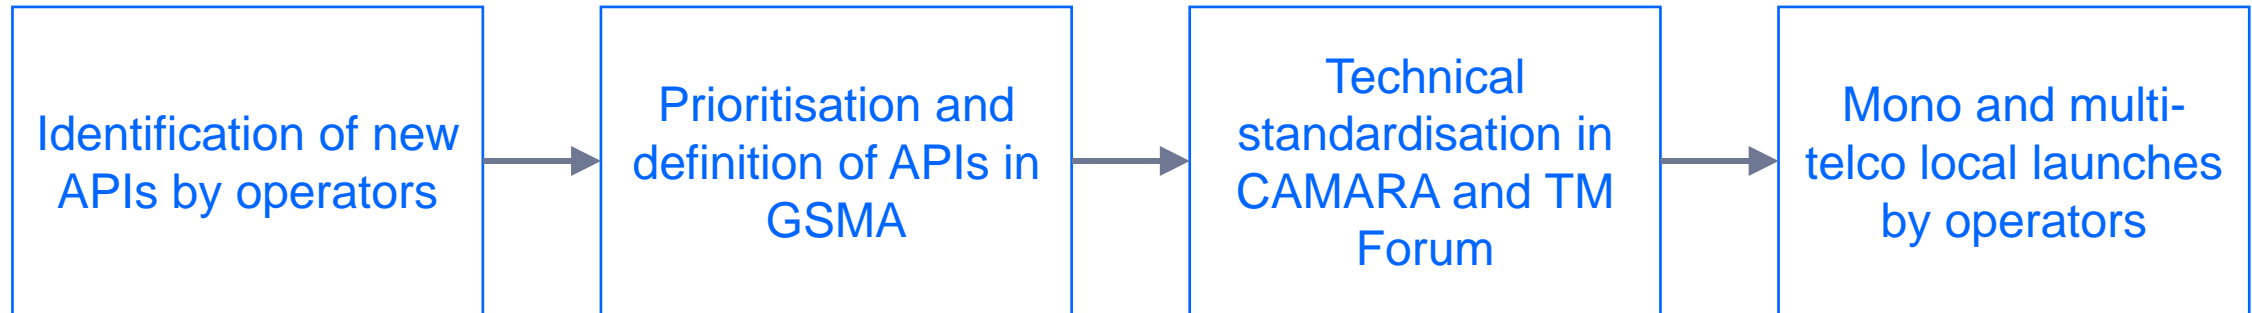 Identification of new
APIs by operators
Prioritisation and
definition of APIs in
GSMA
Technical
standardisation in
CAMARA and TM
Forum
Mono and multi-
telco local launches
by operators